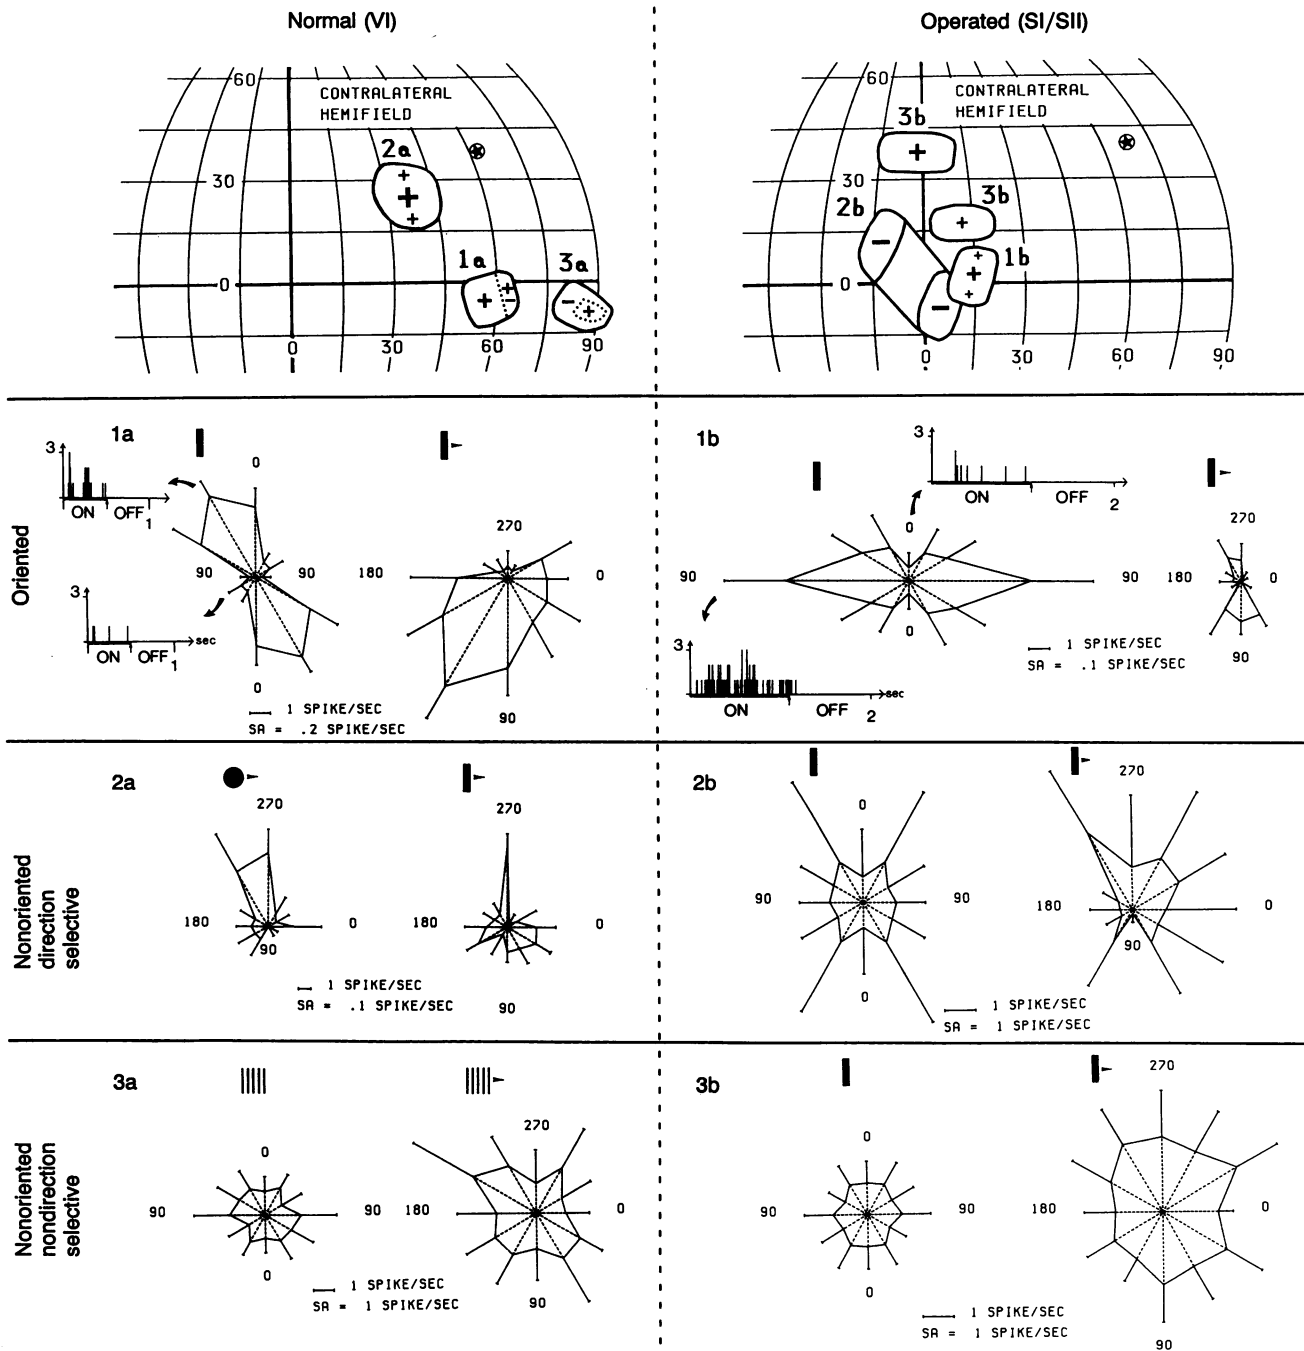 Normal (VI)
Operated (SI/SII)
60
CONTRALATERAL
HEMIFIELD
2a
30
1a
3a
0
0
30
60
90
60
CONTRALATERAL
HEMIFIELD
3b
30
3b
2b
1b
0
0
30
60
90
Oriented
1a
3
ON
OFF
1
0
90
90
0
3
ON
OFF
1
sec
1 SPIKE/SEC
SA = .2 SPIKE/SEC
270
180
0
90
1b
3
ON
OFF
2
0
90
90
0
3
ON
OFF
2
sec
270
180
0
90
1 SPIKE/SEC
SA = .1 SPIKE/SEC
Nonoriented
direction
selective
2a
270
180
0
90
270
180
0
90
1 SPIKE/SEC
SA = .1 SPIKE/SEC
2b
0
90
90
0
270
180
0
90
1 SPIKE/SEC
SA = 1 SPIKE/SEC
Nonoriented
nondirection
selective
3a
0
90
90
0
270
180
0
90
1 SPIKE/SEC
SA = 1 SPIKE/SEC
3b
0
90
90
0
270
180
0
90
1 SPIKE/SEC
SA = 1 SPIKE/SEC